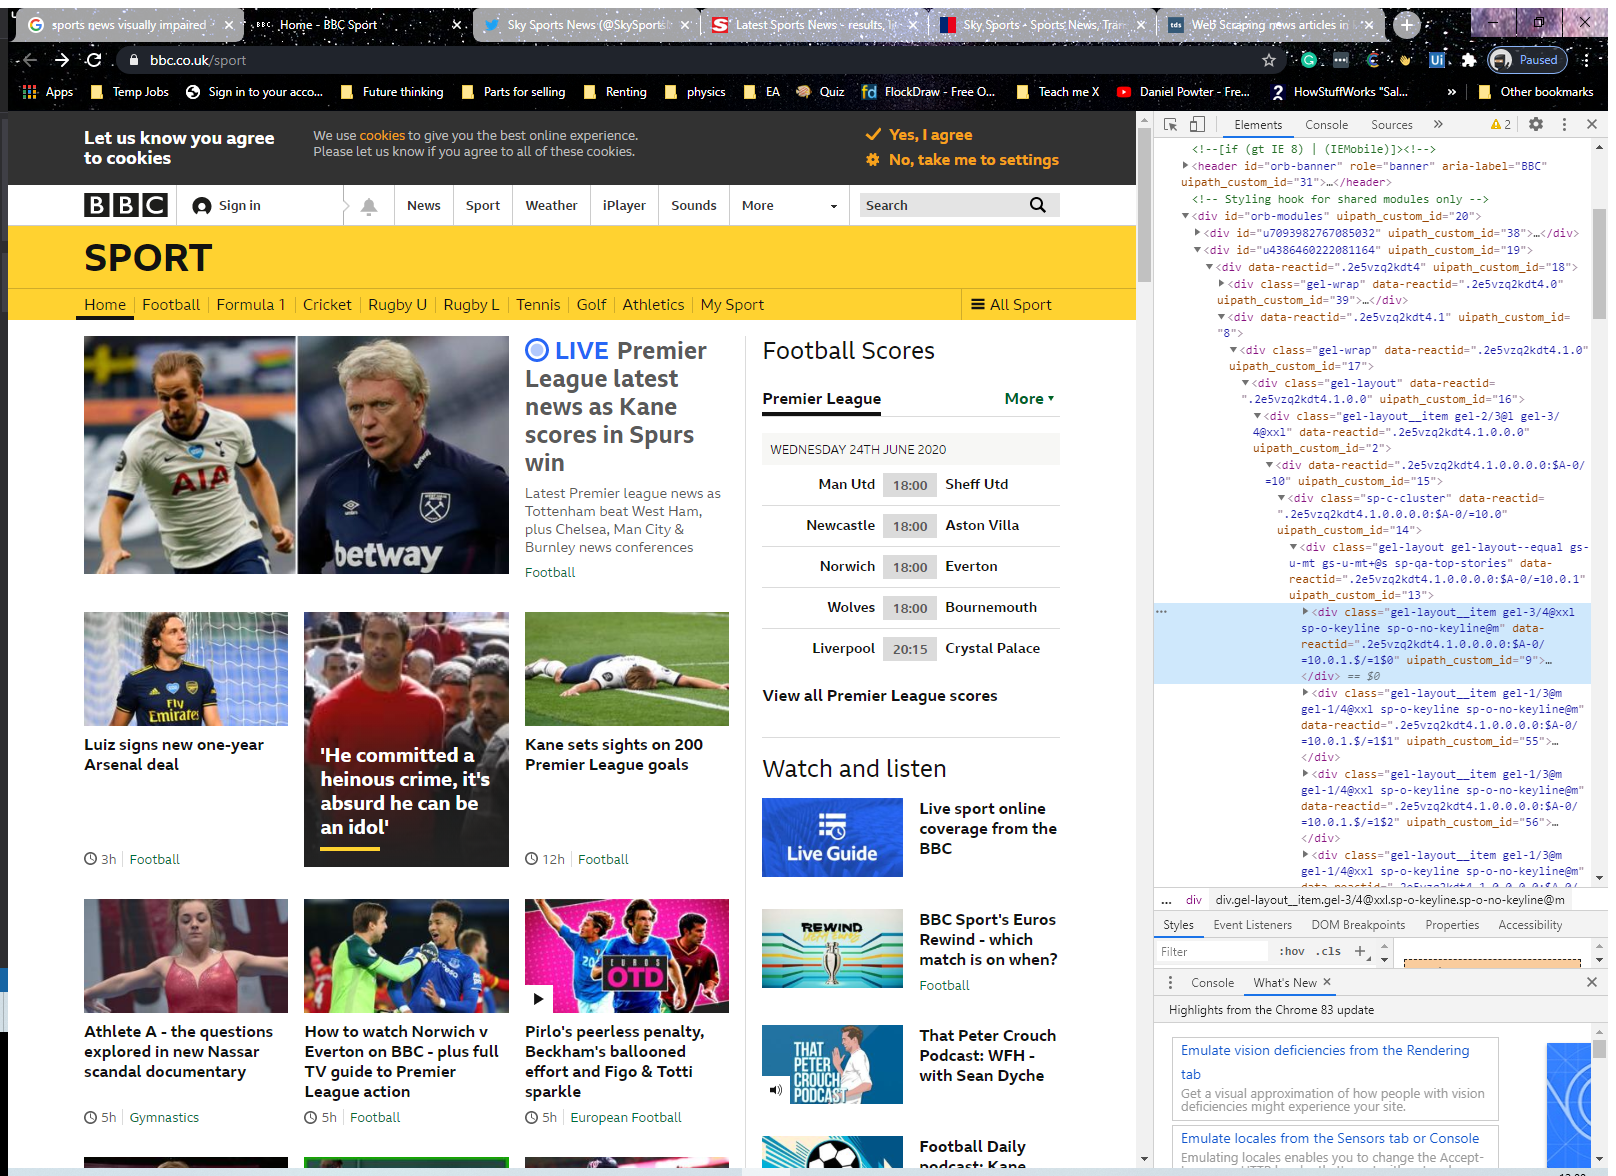 sports news visually impaired
Home - BBC Sport
Sky Sports News (@SkySports
Latest Sports News - results, li
Sky Sports - Sports News, Tran
Web Scraping news articles in
bbc.co.uk/sport
Paused
Apps
Temp Jobs
Sign in to your acco...
Future thinking
Parts for selling
Renting
physics
EA
Quiz
FlockDraw - Free O...
Teach me X
Daniel Powter - Fre...
HowStuffWorks "Sal...
»
Other bookmarks
Let us know you agree
to cookies
We use cookies to give you the best online experience.
Please let us know if you agree to all of these cookies.
Yes, I agree
No, take me to settings
BBC
Sign in
News
Sport
Weather
iPlayer
Sounds
More
Search
SPORT
Home
Football
Formula 1
Cricket
Rugby U
Rugby L
Tennis
Golf
Athletics
My Sport
All Sport
AIA
betway
LIVE Premier
League latest
news as Kane
scores in Spurs
win
Latest Premier league news as
Tottenham beat West Ham,
plus Chelsea, Man City &
Burnley news conferences
Football
Fly
Emirates
Luiz signs new one-year
Arsenal deal
3h
Football
'He committed a
heinous crime, it's
absurd he can be
an idol'
Kane sets sights on 200
Premier League goals
12h
Football
Athlete A - the questions
explored in new Nassar
scandal documentary
5h
Gymnastics
How to watch Norwich v
Everton on BBC - plus full
TV guide to Premier
League action
5h
Football
EUROS
OTD
Pirlo's peerless penalty,
Beckham's ballooned
effort and Figo & Totti
sparkle
5h
European Football
Football Scores
Premier League
More
WEDNESDAY 24TH JUNE 2020
Man Utd 18:00 Sheff Utd
Newcastle 18:00 Aston Villa
Norwich 18:00 Everton
Wolves 18:00 Bournemouth
Liverpool 20:15 Crystal Palace
View all Premier League scores
Watch and listen
Live Guide
Live sport online
coverage from the
BBC
REWIND
BBC Sport's Euros
Rewind - which
match is on when?
Football
THAT
PETER
CROUCH
PODCAST
That Peter Crouch
Podcast: WFH -
with Sean Dyche
Football Daily
podcast: Kane
Elements
Console
Sources
»
2
<!--[if (gt IE 8) | (IEMobile)]><!-->
<header id="orb-banner" role="banner" aria-label="BBC"
uipath_custom_id="31">…</header>
<!-- Styling hook for shared modules only -->
<div id="orb-modules" uipath_custom_id="20">
<div id="u7093982767085032" uipath_custom_id="38">…</div>
<div id="u4386460222081164" uipath_custom_id="19">
<div data-reactid=".2e5vzq2kdt4" uipath_custom_id="18">
<div class="gel-wrap" data-reactid=".2e5vzq2kdt4.0"
uipath_custom_id="39">…</div>
<div data-reactid=".2e5vzq2kdt4.1" uipath_custom_id=
"8">
<div class="gel-wrap" data-reactid=".2e5vzq2kdt4.1.0"
uipath_custom_id="17">
<div class="gel-layout" data-reactid=
".2e5vzq2kdt4.1.0.0" uipath_custom_id="16">
<div class="gel-layout__item gel-2/3@l gel-3/
4@xxl" data-reactid=".2e5vzq2kdt4.1.0.0.0"
uipath_custom_id="2">
<div data-reactid=".2e5vzq2kdt4.1.0.0.0.0:$A-0/
=10" uipath_custom_id="15">
<div class="sp-c-cluster" data-reactid=
".2e5vzq2kdt4.1.0.0.0.0:$A-0/=10.0"
uipath_custom_id="14">
<div class="gel-layout gel-layout--equal gs-
u-mt gs-u-mt+@s sp-qa-top-stories" data-
reactid=".2e5vzq2kdt4.1.0.0.0.0:$A-0/=10.0.1"
uipath_custom_id="13">
<div class="gel-layout__item gel-3/4@xxl
sp-o-keyline sp-o-no-keyline@m" data-
reactid=".2e5vzq2kdt4.1.0.0.0.0:$A-0/
=10.0.1.$/=1$0" uipath_custom_id="9">…
</div> == $0
<div class="gel-layout__item gel-1/3@m
gel-1/4@xxl sp-o-keyline sp-o-no-keyline@m"
data-reactid=".2e5vzq2kdt4.1.0.0.0.0:$A-0/
=10.0.1.$/=1$1" uipath_custom_id="55">…
</div>
<div class="gel-layout__item gel-1/3@m
gel-1/4@xxl sp-o-keyline sp-o-no-keyline@m"
data-reactid=".2e5vzq2kdt4.1.0.0.0.0:$A-0/
=10.0.1.$/=1$2" uipath_custom_id="56">…
</div>
<div class="gel-layout__item gel-1/3@m
gel-1/4@xxl sp-o-keyline sp-o-no-keyline@m"
... div div.gel-layout__item.gel-3/4@xxl.sp-o-keyline.sp-o-no-keyline@m
Styles
Event Listeners
DOM Breakpoints
Properties
Accessibility
Filter
:hov
.cls
+
Console
What's New
Highlights from the Chrome 83 update
Emulate vision deficiencies from the Rendering
tab
Get a visual approximation of how people with vision
deficiencies might experience your site.
Emulate locales from the Sensors tab or Console
Emulating locales enables you to change the Accept-